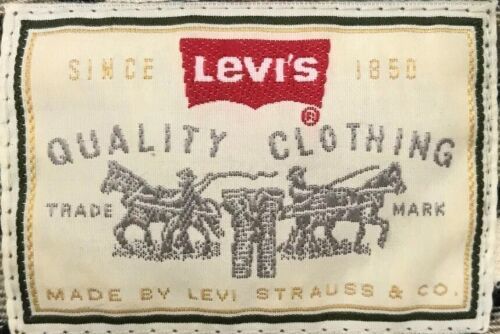 SINCE LEVI'S 1850
®
QUALITY CLOTHING
TRADE MARK
MADE BY LEVI STRAUSS & CO.